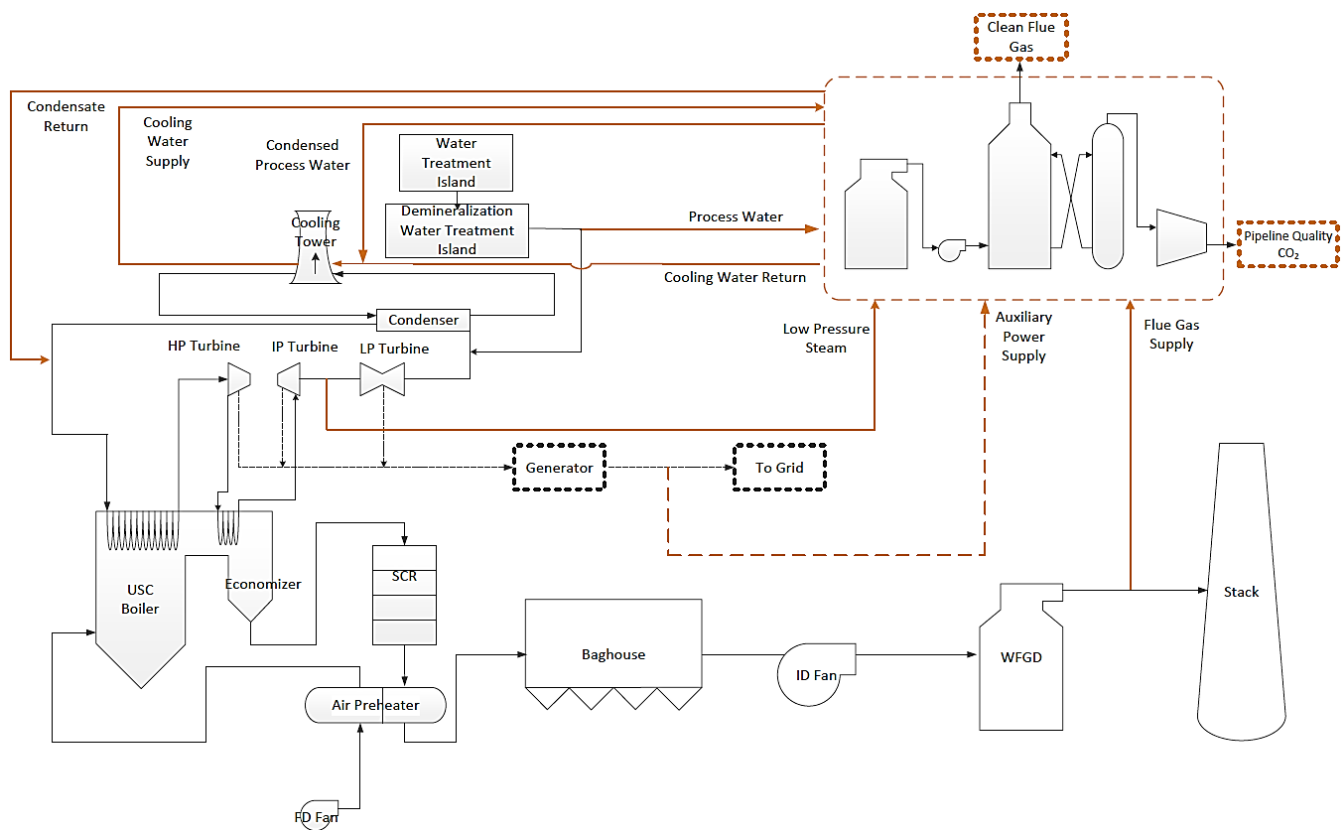 Clean Flue
Gas
Condensate
Return
Cooling
Water
Supply
Condensed
Process Water
Water
Treatment
Island
Demineralization
Water Treatment
Island
Process Water
Cooling
Tower
Pipeline Quality
CO₂
Cooling Water Return
Condenser
Low Pressure
Steam
Auxiliary
Power
Supply
Flue Gas
Supply
HP Turbine
IP Turbine
LP Turbine
Generator
To Grid
USC
Boiler
Economizer
SCR
Stack
Baghouse
ID Fan
WFGD
Air Preheater
FD Fan